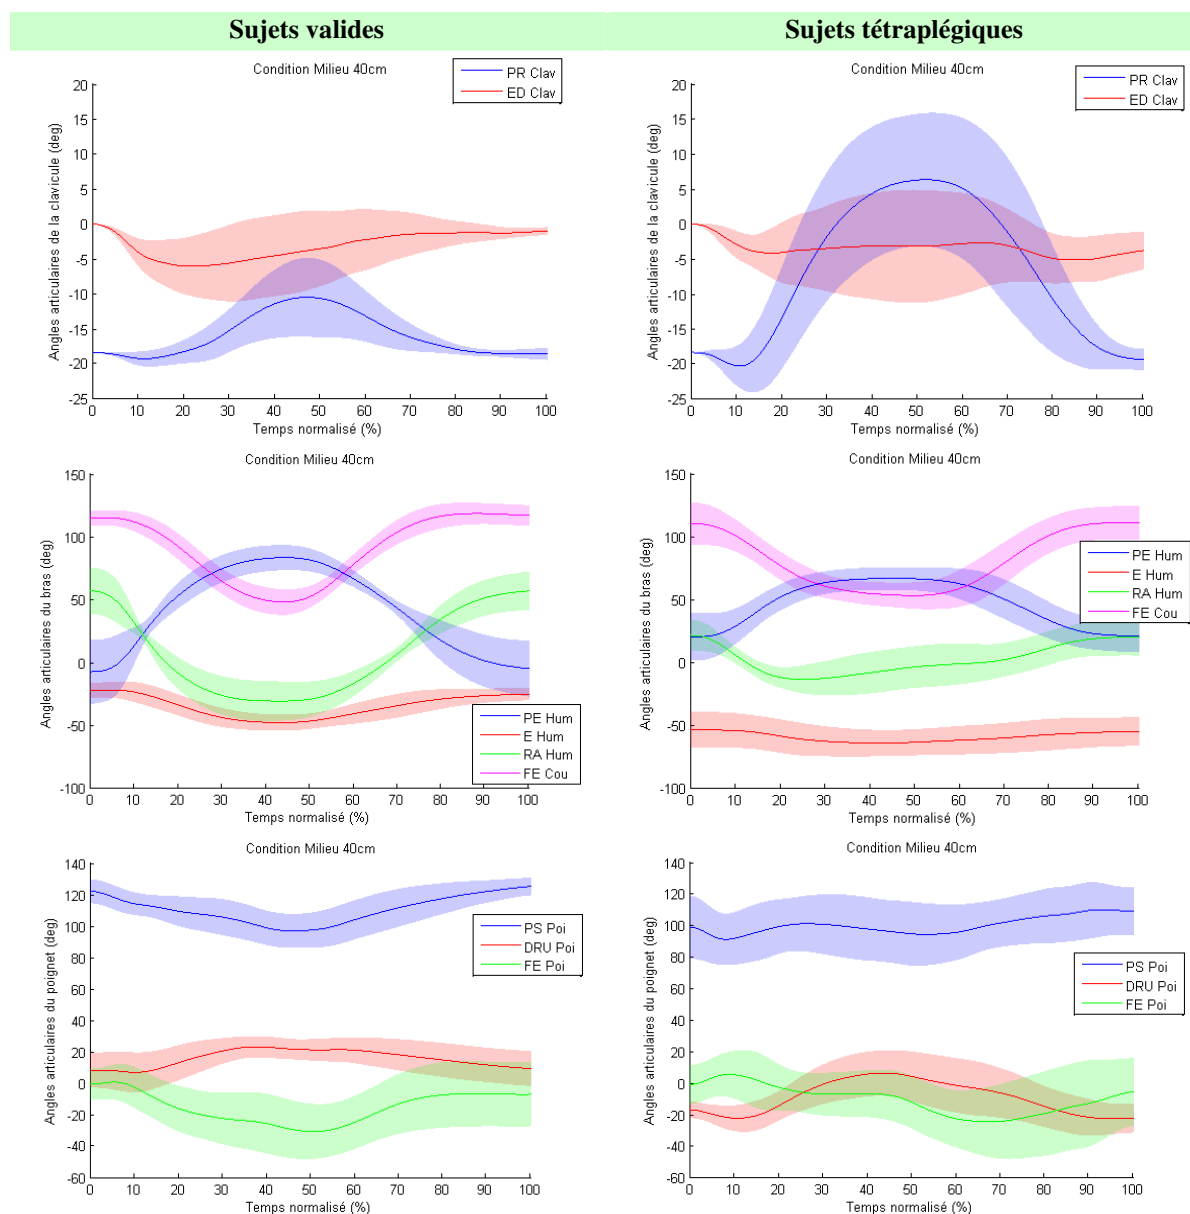 Sujets valides
Sujets tétraplégiques
Condition Milieu 40cm
PR Clav
ED Clav
Angles articulaires de la clavicule (deg)
20
15
10
5
0
-5
-10
-15
-20
-25
0 10 20 30 40 50 60 70 80 90 100
Temps normalisé (%)
Condition Milieu 40cm
PR Clav
ED Clav
Angles articulaires de la clavicule (deg)
20
15
10
5
0
-5
-10
-15
-20
-25
0 10 20 30 40 50 60 70 80 90 100
Temps normalisé (%)
Condition Milieu 40cm
Angles articulaires du bras (deg)
150
100
50
0
-50
-100
PE Hum
E Hum
RA Hum
FE Cou
0 10 20 30 40 50 60 70 80 90 100
Temps normalisé (%)
Condition Milieu 40cm
Angles articulaires du bras (deg)
150
100
50
0
-50
-100
PE Hum
E Hum
RA Hum
FE Cou
0 10 20 30 40 50 60 70 80 90 100
Temps normalisé (%)
Condition Milieu 40cm
Angles articulaires du poignet (deg)
140
120
100
80
60
40
20
0
-20
-40
-60
PS Poi
DRU Poi
FE Poi
0 10 20 30 40 50 60 70 80 90 100
Temps normalisé (%)
Condition Milieu 40cm
Angles articulaires du poignet (deg)
140
120
100
80
60
40
20
0
-20
-40
-60
PS Poi
DRU Poi
FE Poi
0 10 20 30 40 50 60 70 80 90 100
Temps normalisé (%)